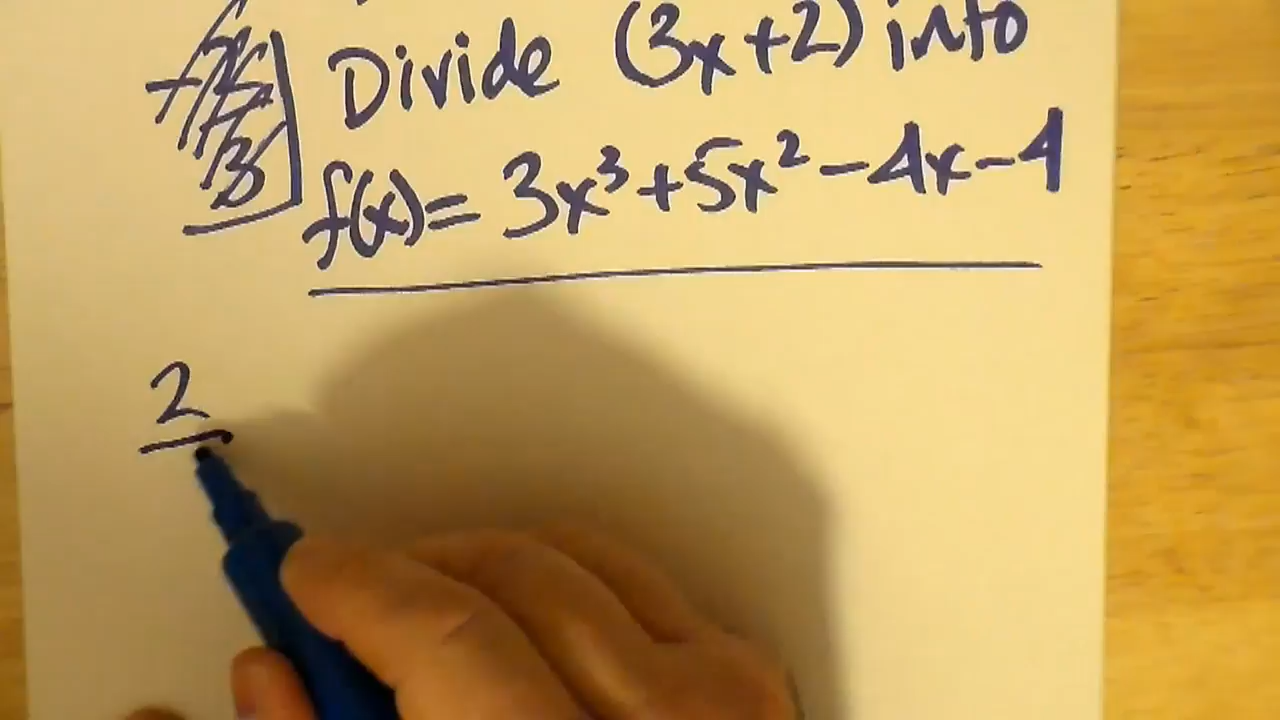 Divide (3x+2) into
f(x)= 3x³+5x²-4x-4
2